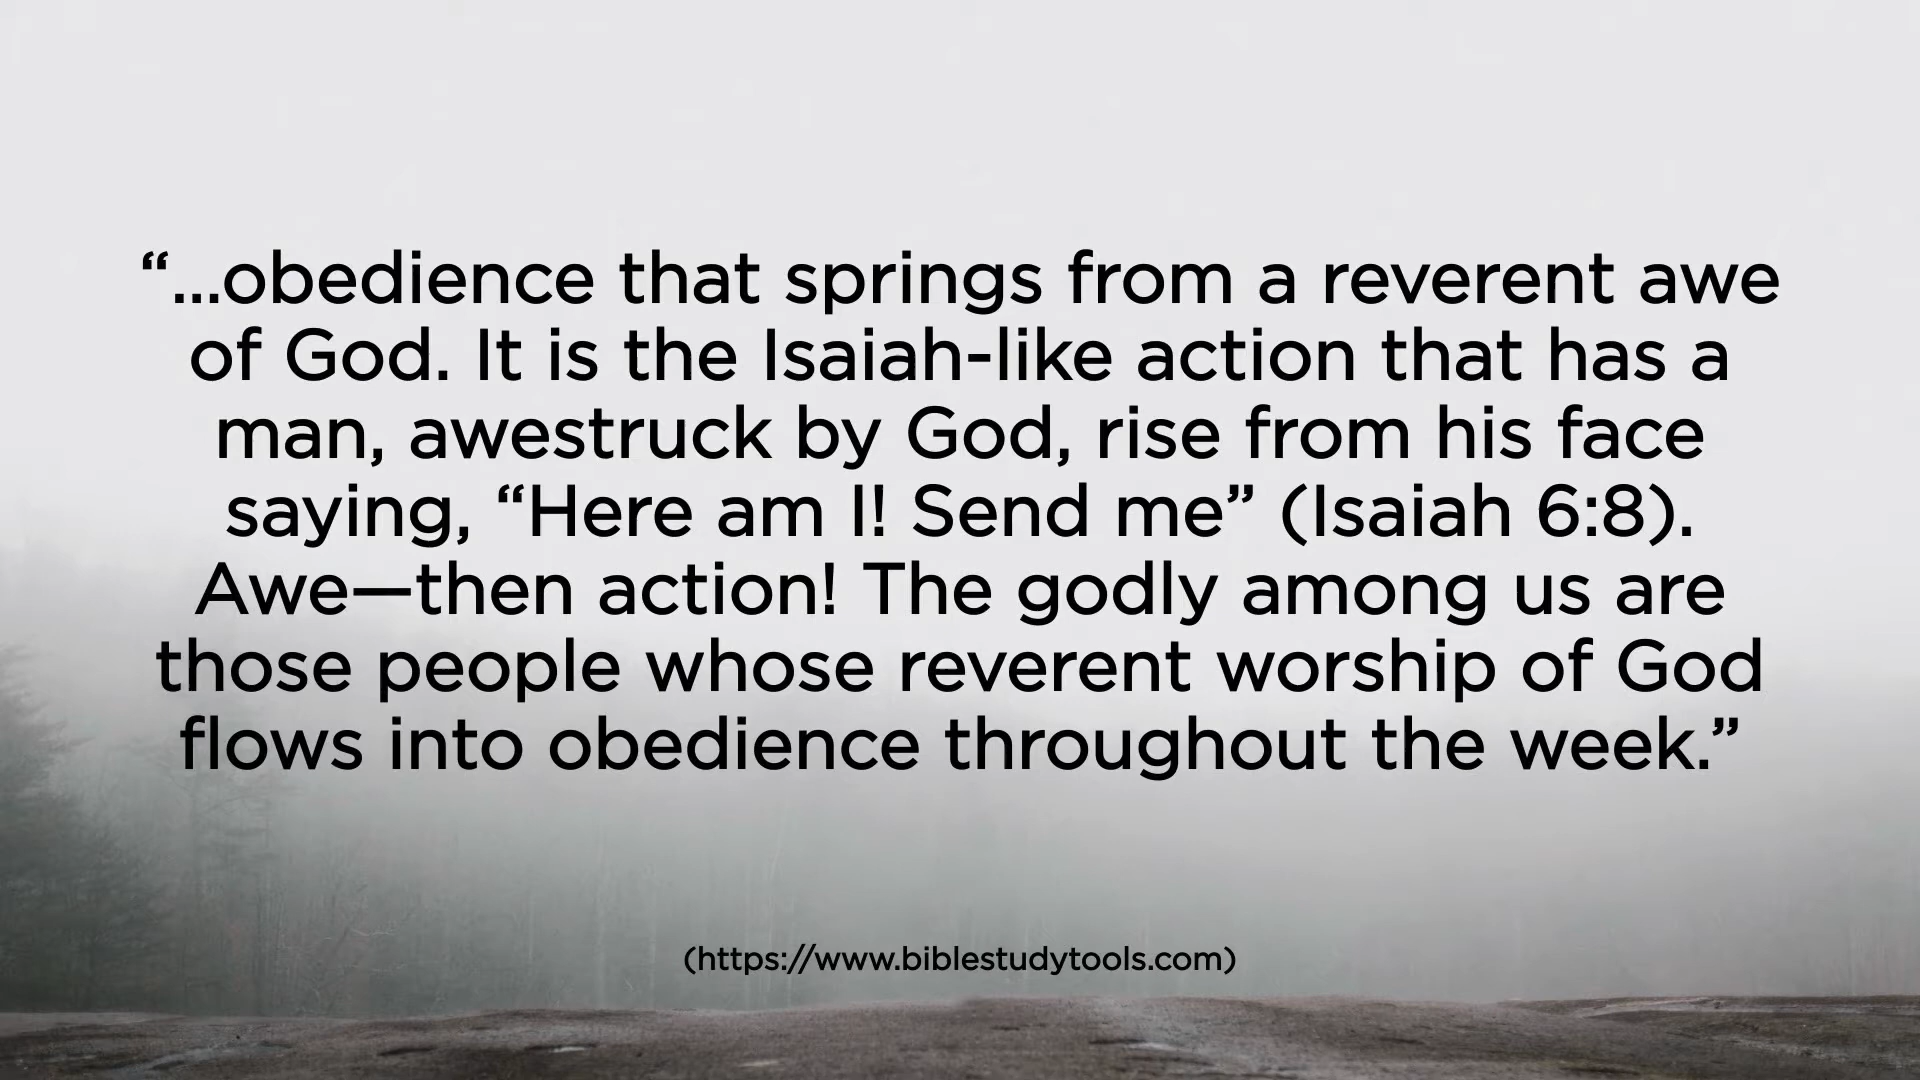 “...obedience that springs from a reverent awe
of God. It is the Isaiah-like action that has a
man, awestruck by God, rise from his face
saying, “Here am I! Send me” (Isaiah 6:8).
Awe—then action! The godly among us are
those people whose reverent worship of God
flows into obedience throughout the week.”
(https://www.biblestudytools.com)